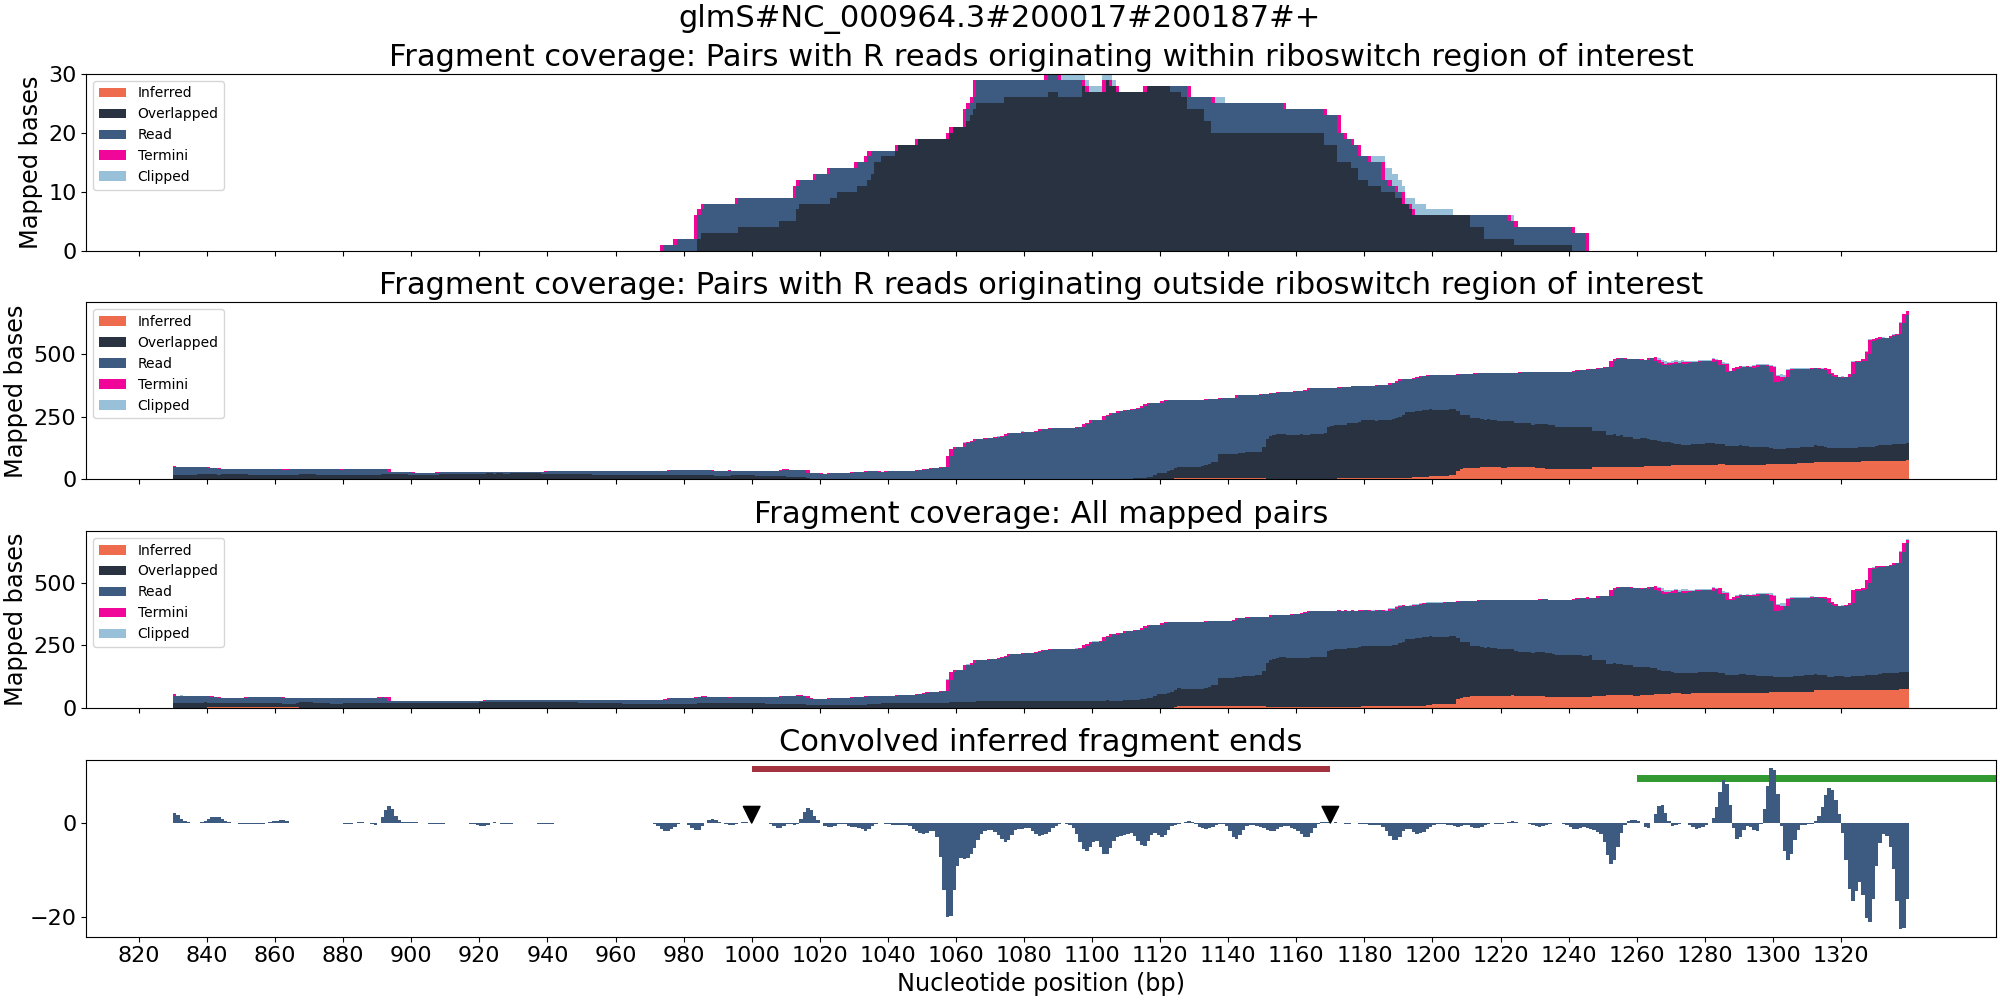 glmS#NC_000964.3#200017#200187#+
Fragment coverage: Pairs with R reads originating within riboswitch region of interest
Mapped bases
30
20
10
0
Inferred
Overlapped
Read
Termini
Clipped
Fragment coverage: Pairs with R reads originating outside riboswitch region of interest
Mapped bases
500
250
0
Inferred
Overlapped
Read
Termini
Clipped
Fragment coverage: All mapped pairs
Mapped bases
500
250
0
Inferred
Overlapped
Read
Termini
Clipped
Convolved inferred fragment ends
0
−20
820 840 860 880 900 920 940 960 980 1000 1020 1040 1060 1080 1100 1120 1140 1160 1180 1200 1220 1240 1260 1280 1300 1320
Nucleotide position (bp)